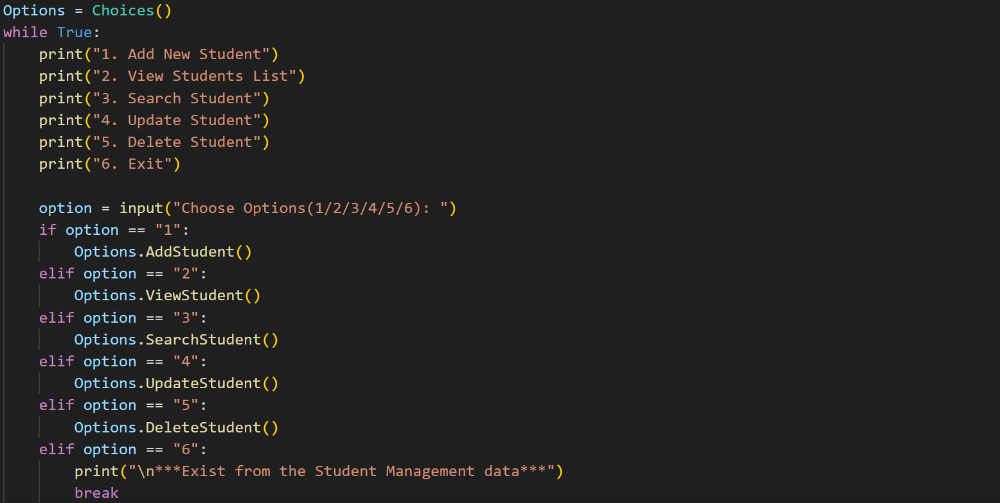 Options = Choices()
while True:
    print("1. Add New Student")
    print("2. View Students List")
    print("3. Search Student")
    print("4. Update Student")
    print("5. Delete Student")
    print("6. Exit")

    option = input("Choose Options(1/2/3/4/5/6): ")
    if option == "1":
        Options.AddStudent()
    elif option == "2":
        Options.ViewStudent()
    elif option == "3":
        Options.SearchStudent()
    elif option == "4":
        Options.UpdateStudent()
    elif option == "5":
        Options.DeleteStudent()
    elif option == "6":
        print("\n***Exist from the Student Management data***")
        break